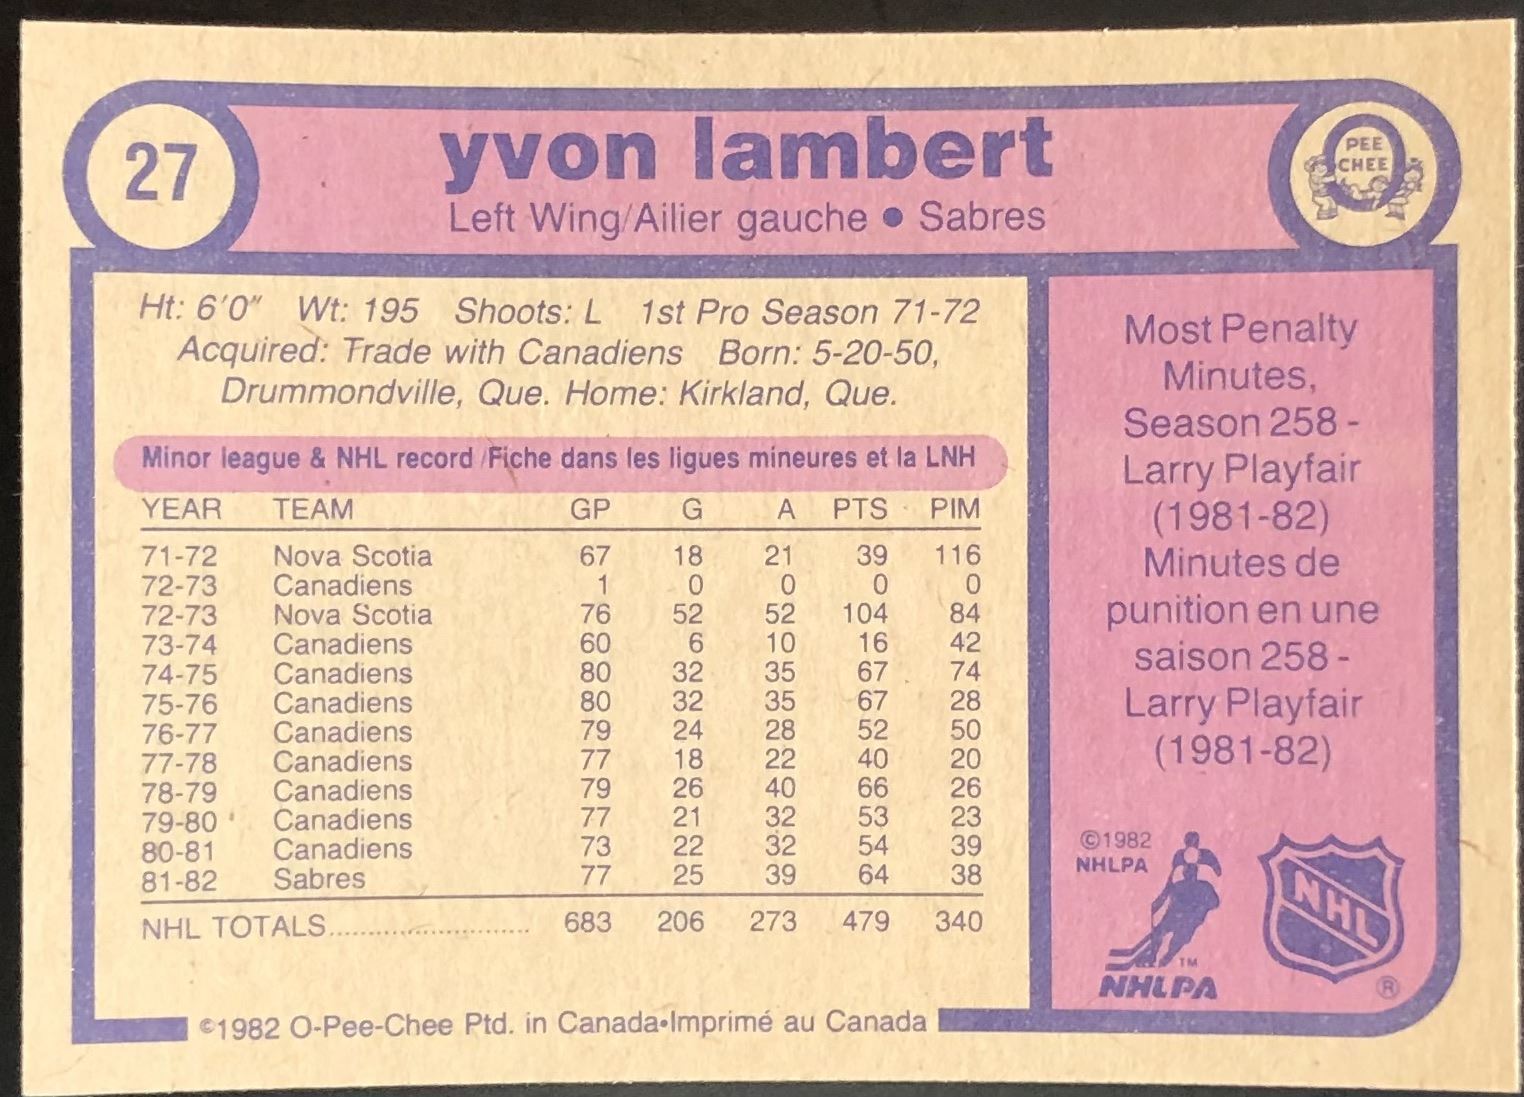 27
yvon lambert
Left Wing/Ailier gauche • Sabres
PEE
CHEE
Ht: 6'0" Wt: 195 Shoots: L 1st Pro Season 71-72
Acquired: Trade with Canadiens Born: 5-20-50,
Drummondville, Que. Home: Kirkland, Que.
Minor league & NHL record/Fiche dans les ligues mineures et la LNH
YEAR TEAM GP G A PTS PIM
71-72 Nova Scotia 67 18 21 39 116
72-73 Canadiens 1 0 0 0 0
72-73 Nova Scotia 76 52 52 104 84
73-74 Canadiens 60 6 10 16 42
74-75 Canadiens 80 32 35 67 74
75-76 Canadiens 80 32 35 67 28
76-77 Canadiens 79 24 28 52 50
77-78 Canadiens 77 18 22 40 20
78-79 Canadiens 79 26 40 66 26
79-80 Canadiens 77 21 32 53 23
80-81 Canadiens 73 22 32 54 39
81-82 Sabres 77 25 39 64 38
NHL TOTALS............................ 683 206 273 479 340
©1982 O-Pee-Chee Ptd. in Canada•Imprimé au Canada
Most Penalty
Minutes,
Season 258 -
Larry Playfair
(1981-82)
Minutes de
punition en une
saison 258 -
Larry Playfair
(1981-82)
©1982
NHLPA
TM
NHLPA
NHL
®